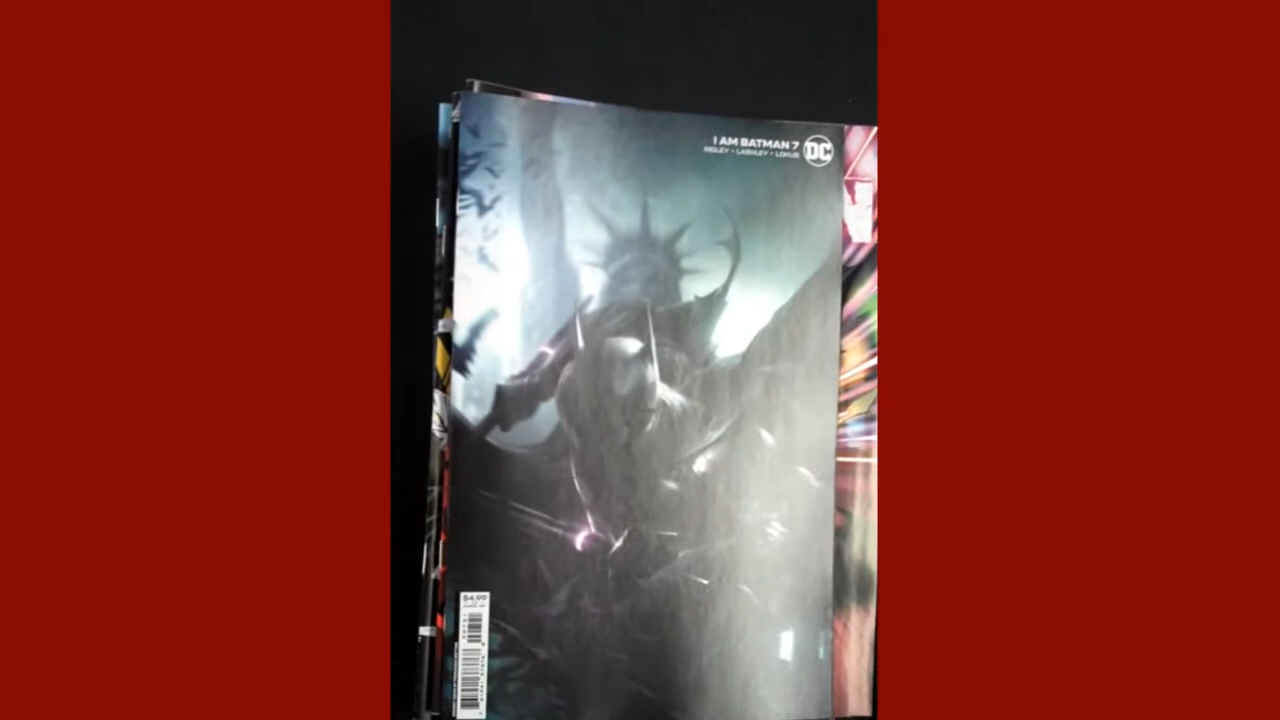 I AM BATMAN 7
RIDLEY • LASHLEY • LOKUS
DC
$4.99